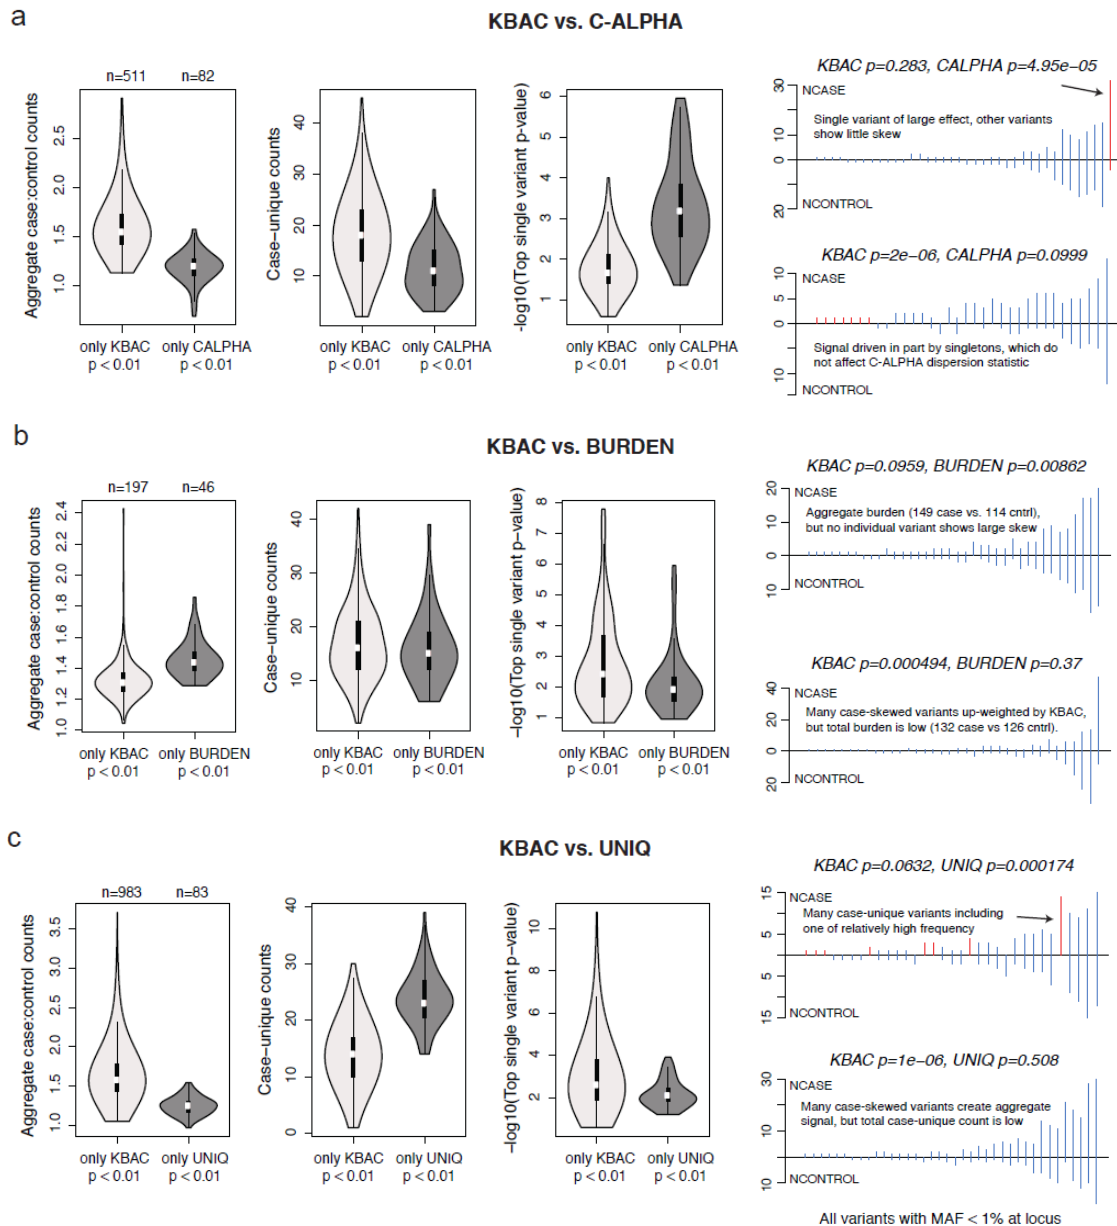 a
KBAC vs. C-ALPHA
n=511
n=82
Aggregate case:control counts
1.0
1.5
2.0
2.5
only KBAC
p < 0.01
only CALPHA
p < 0.01
Case−unique counts
10
20
30
40
only KBAC
p < 0.01
only CALPHA
p < 0.01
-log10(Top single variant p-value)
1
2
3
4
5
6
only KBAC
p < 0.01
only CALPHA
p < 0.01
KBAC p=0.283, CALPHA p=4.95e-05
30
NCASE
Single variant of large effect, other variants
show little skew
10
0
20
NCONTROL
KBAC p=2e-06, CALPHA p=0.0999
10
NCASE
0
Signal driven in part by singletons, which do
not affect C-ALPHA dispersion statistic
10
NCONTROL
b
KBAC vs. BURDEN
n=197
n=46
Aggregate case:control counts
1.0
1.2
1.4
1.6
1.8
2.0
2.2
2.4
only KBAC
p < 0.01
only BURDEN
p < 0.01
Case−unique counts
10
20
30
40
only KBAC
p < 0.01
only BURDEN
p < 0.01
−log10(Top single variant p−value)
1
2
3
4
5
6
7
8
only KBAC
p < 0.01
only BURDEN
p < 0.01
KBAC p=0.0959, BURDEN p=0.00862
20
NCASE
Aggregate burden (149 case vs. 114 cntrl),
but no individual variant shows large skew
10
0
10
NCONTROL
KBAC p=0.000494, BURDEN p=0.37
40
NCASE
Many case-skewed variants up-weighted by KBAC,
but total burden is low (132 case vs 126 cntrl).
20
0
20
NCONTROL
c
KBAC vs. UNIQ
n=983
n=83
Aggregate case:control counts
1.0
1.5
2.0
2.5
3.0
3.5
only KBAC
p < 0.01
only UNIQ
p < 0.01
Case−unique counts
0
10
20
30
40
only KBAC
p < 0.01
only UNIQ
p < 0.01
−log10(Top single variant p−value)
2
4
6
8
10
only KBAC
p < 0.01
only UNIQ
p < 0.01
KBAC p=0.0632, UNIQ p=0.000174
15
NCASE
Many case-unique variants including
one of relatively high frequency
5
0
5
15
NCONTROL
KBAC p=1e-06, UNIQ p=0.508
30
NCASE
Many case-skewed variants create aggregate
signal, but total case-unique count is low
10
0
10
NCONTROL
All variants with MAF < 1% at locus